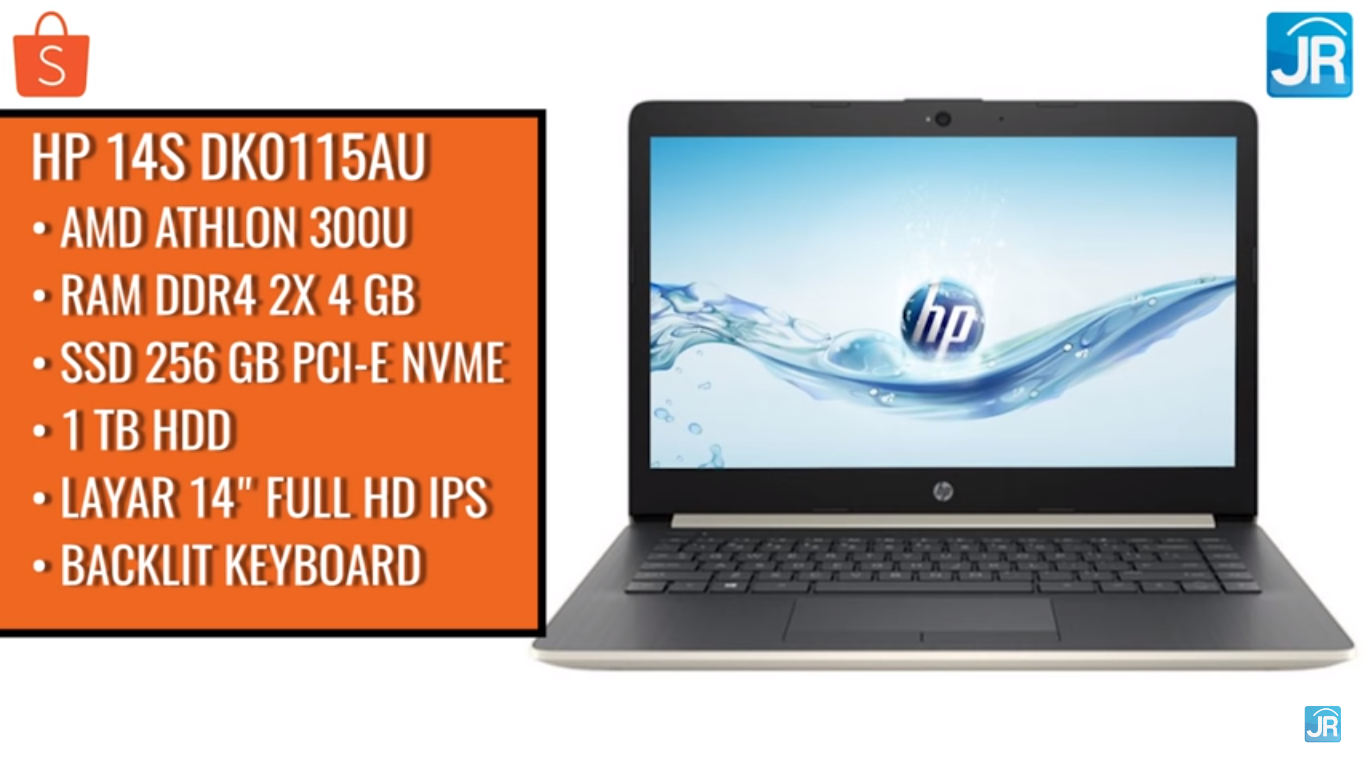 S
JR
HP 14S DK0115AU
• AMD ATHLON 300U
• RAM DDR4 2X 4 GB
• SSD 256 GB PCI-E NVME
• 1 TB HDD
• LAYAR 14" FULL HD IPS
• BACKLIT KEYBOARD
hp
hp
JR